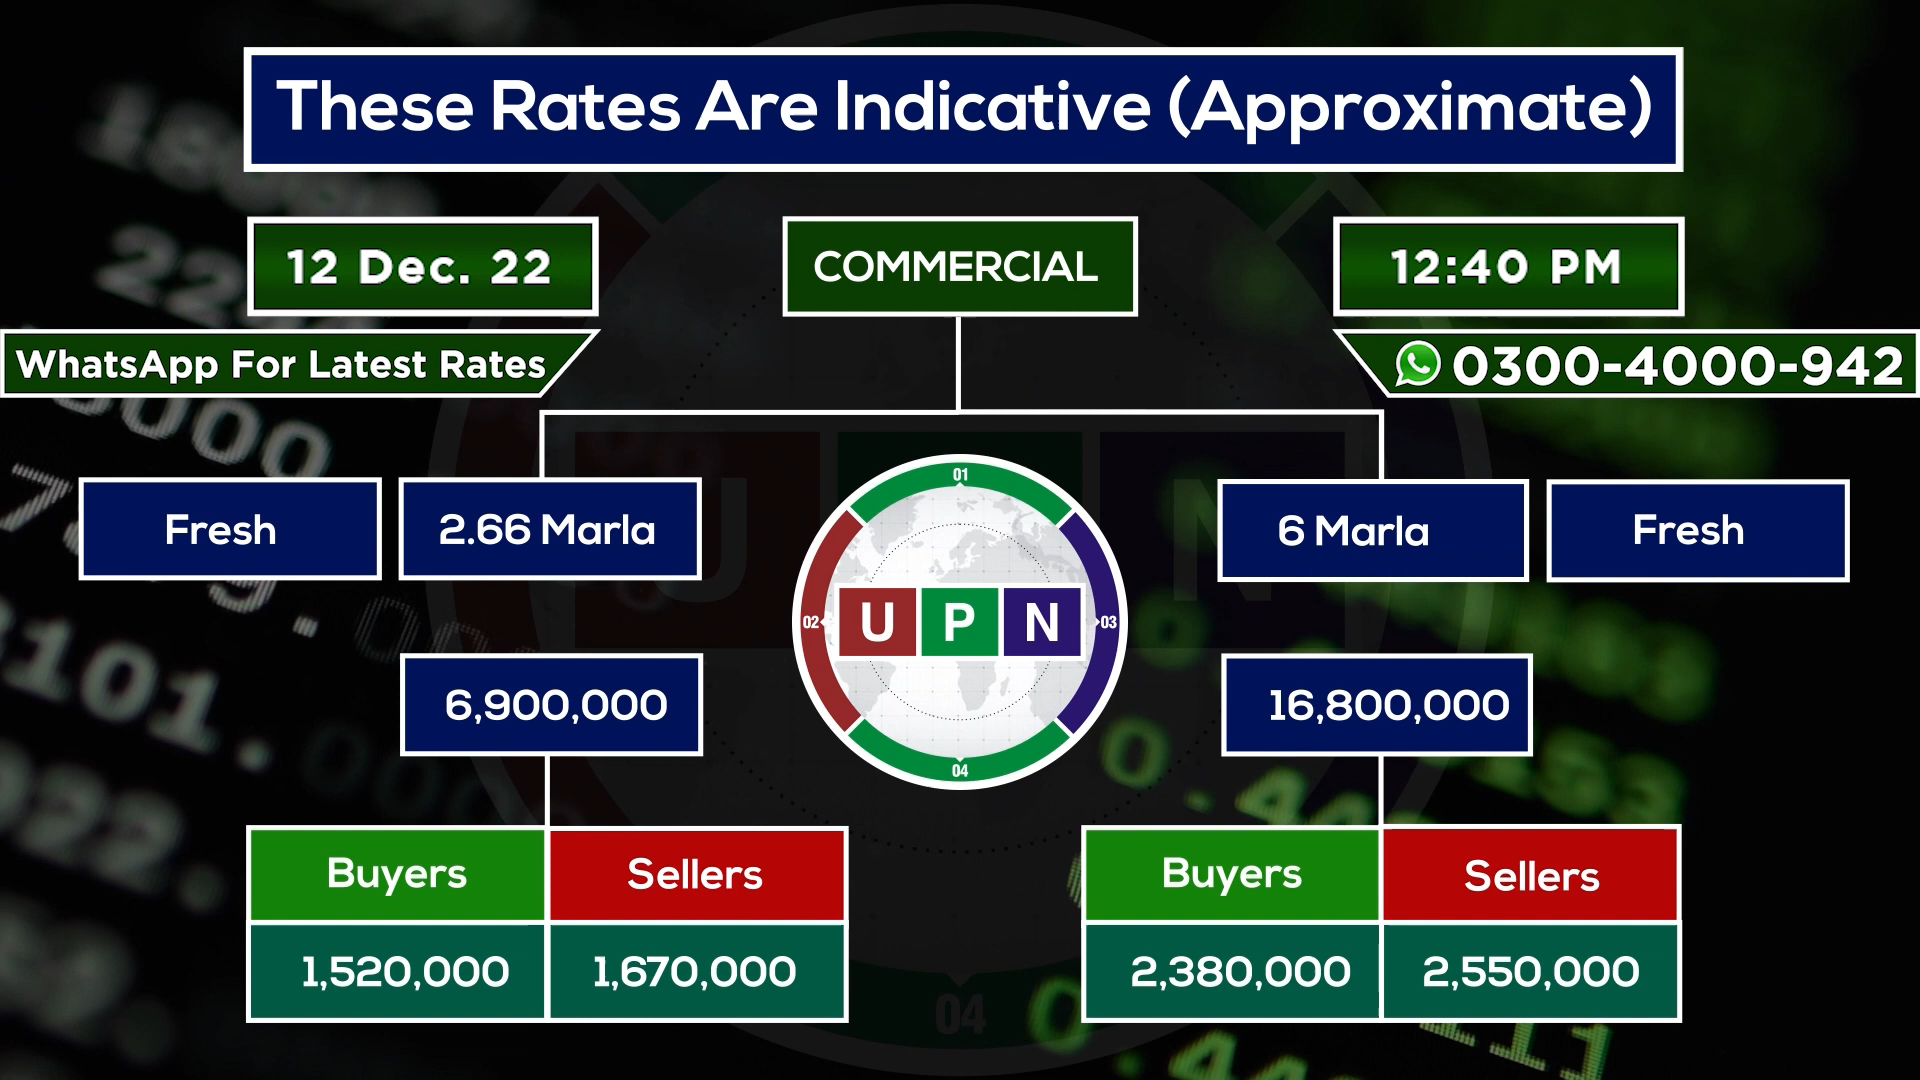 These Rates Are Indicative (Approximate)
12 Dec. 22
COMMERCIAL
12:40 PM
WhatsApp For Latest Rates
0300-4000-942
Fresh
2.66 Marla
6 Marla
Fresh
01
02
UPN
03
04
6,900,000
16,800,000
Buyers
Sellers
Buyers
Sellers
1,520,000
1,670,000
2,380,000
2,550,000
04